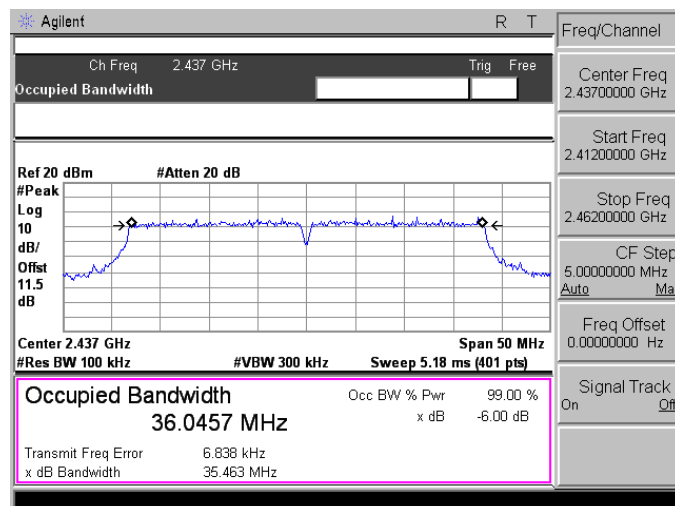 Agilent R T
Ch Freq 2.437 GHz Trig Free
Occupied Bandwidth
Ref 20 dBm #Atten 20 dB
#Peak
Log
10
dB/
Offst
11.5
dB
Center 2.437 GHz Span 50 MHz
#Res BW 100 kHz #VBW 300 kHz Sweep 5.18 ms (401 pts)
Occupied Bandwidth Occ BW % Pwr 99.00 %
36.0457 MHz x dB -6.00 dB
Transmit Freq Error 6.838 kHz
x dB Bandwidth 35.463 MHz
Freq/Channel
Center Freq
2.43700000 GHz
Start Freq
2.41200000 GHz
Stop Freq
2.46200000 GHz
CF Step
5.00000000 MHz
Auto Ma
Freq Offset
0.00000000 Hz
Signal Track
On Off